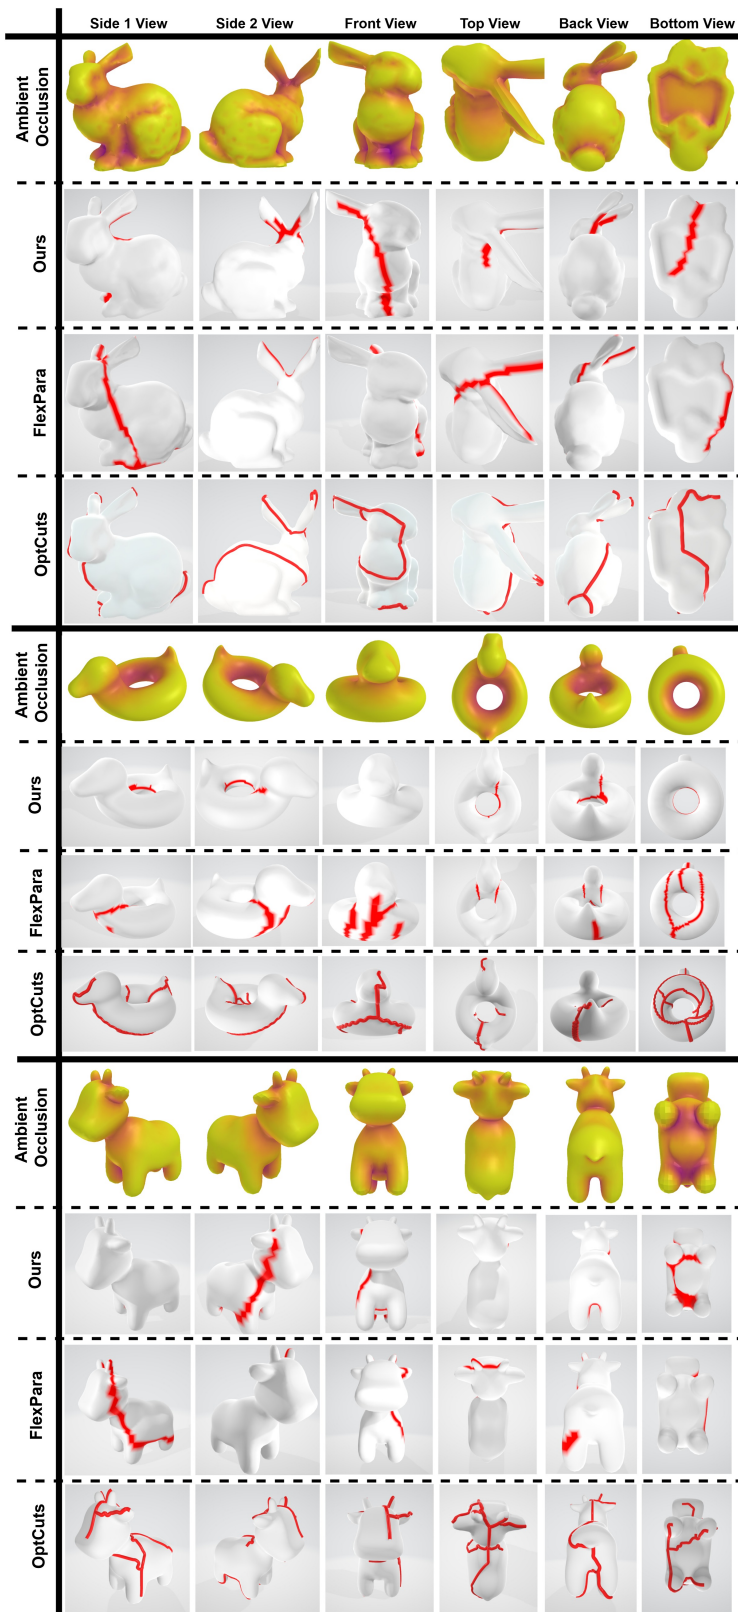 Side 1 View Side 2 View Front View Top View Back View Bottom View
Ambient
Occlusion
Ours
FlexPara
OptCuts
Ambient
Occlusion
Ours
FlexPara
OptCuts
Ambient
Occlusion
Ours
FlexPara
OptCuts